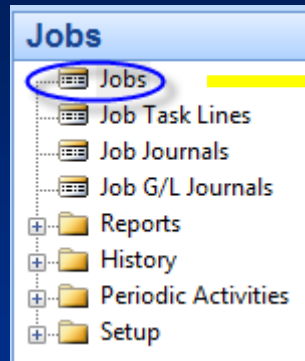 Jobs
Jobs
Job Task Lines
Job Journals
Job G/L Journals
Reports
History
Periodic Activities
Setup